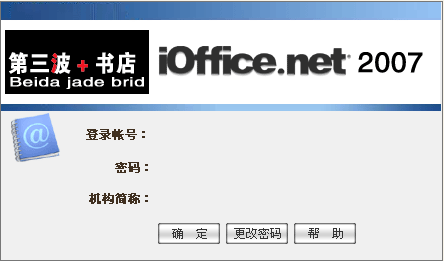 第三波+书店
Beida jade brid
iOffice.net 2007
@
登录帐号：
密码：
机构简称：
确 定 更改密码 帮 助